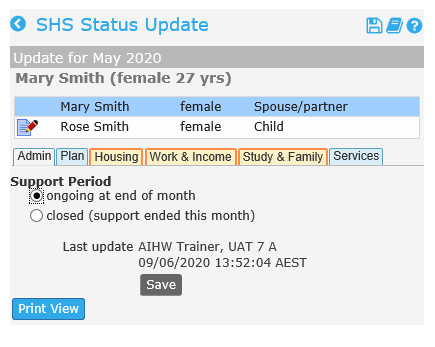 SHS Status Update
Update for May 2020
Mary Smith (female 27 yrs)
Mary Smith female Spouse/partner
Rose Smith female Child
Admin Plan Housing Work & Income Study & Family Services
Support Period
ongoing at end of month
closed (support ended this month)
Last update AIHW Trainer, UAT 7 A
09/06/2020 13:52:04 AEST
Save
Print View